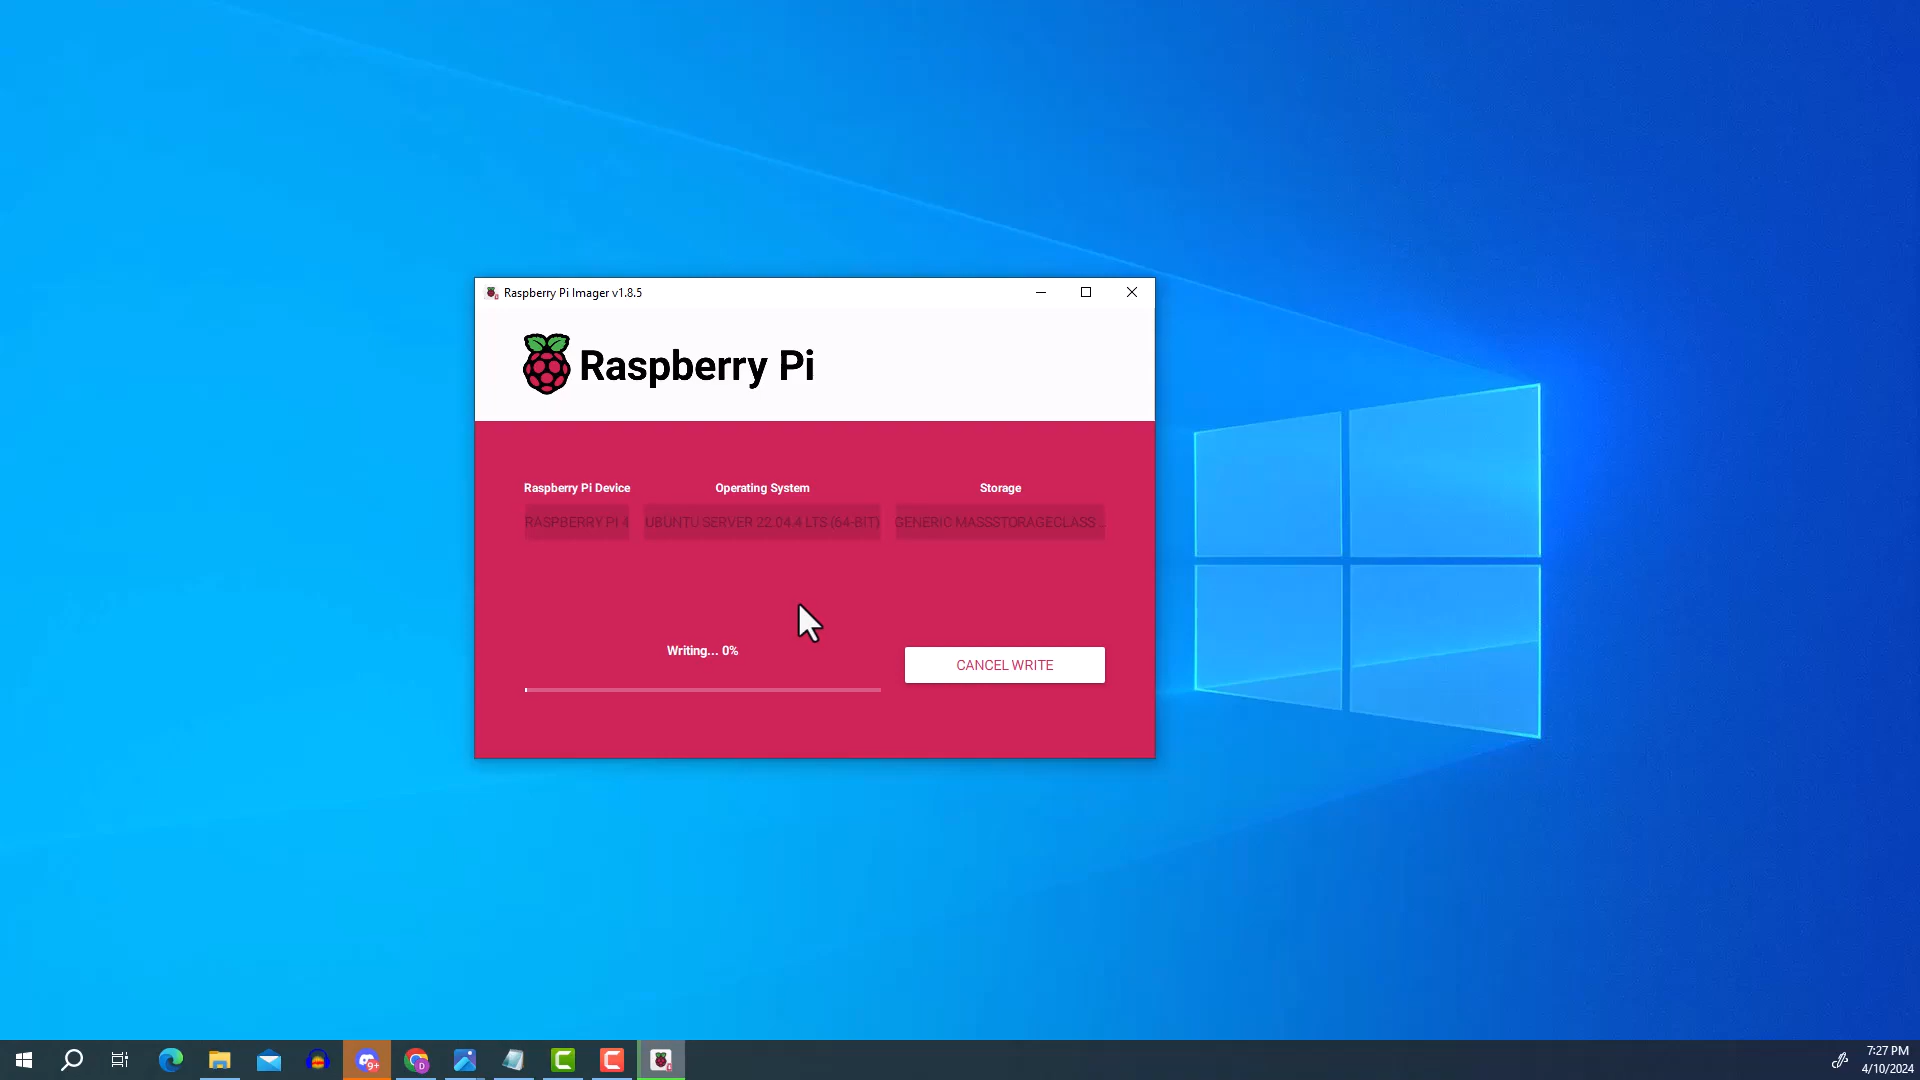 Raspberry Pi Imager v1.8.5
Raspberry Pi
Raspberry Pi Device
Operating System
Storage
RASPBERRY PI 4
UBUNTU SERVER 22.04.4 LTS (64-BIT)
GENERIC MASSSTORAGECLASS ...
Writing... 0%
CANCEL WRITE
9+
D
7:27 PM
4/10/2024